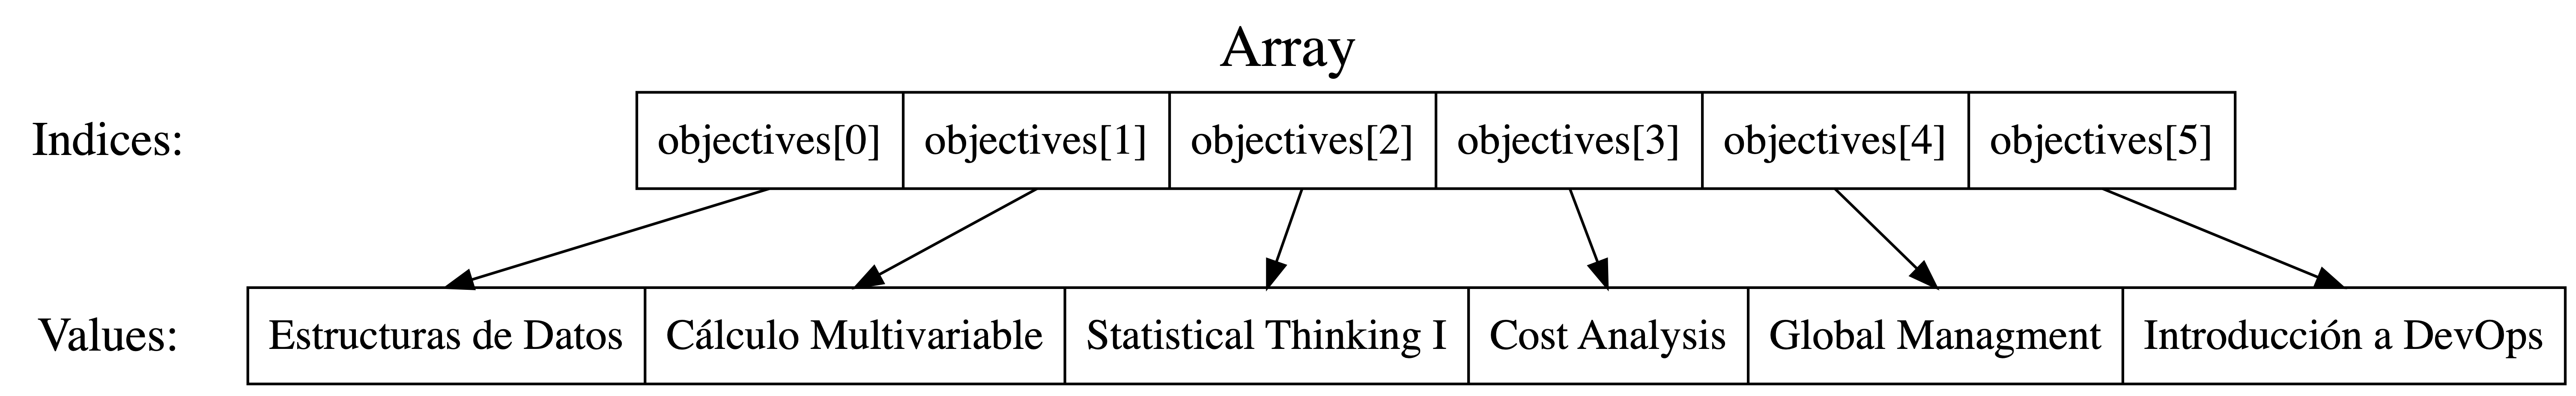 Array
Indices: objectives[0] objectives[1] objectives[2] objectives[3] objectives[4] objectives[5]
Values: Estructuras de Datos Cálculo Multivariable Statistical Thinking I Cost Analysis Global Managment Introducción a DevOps